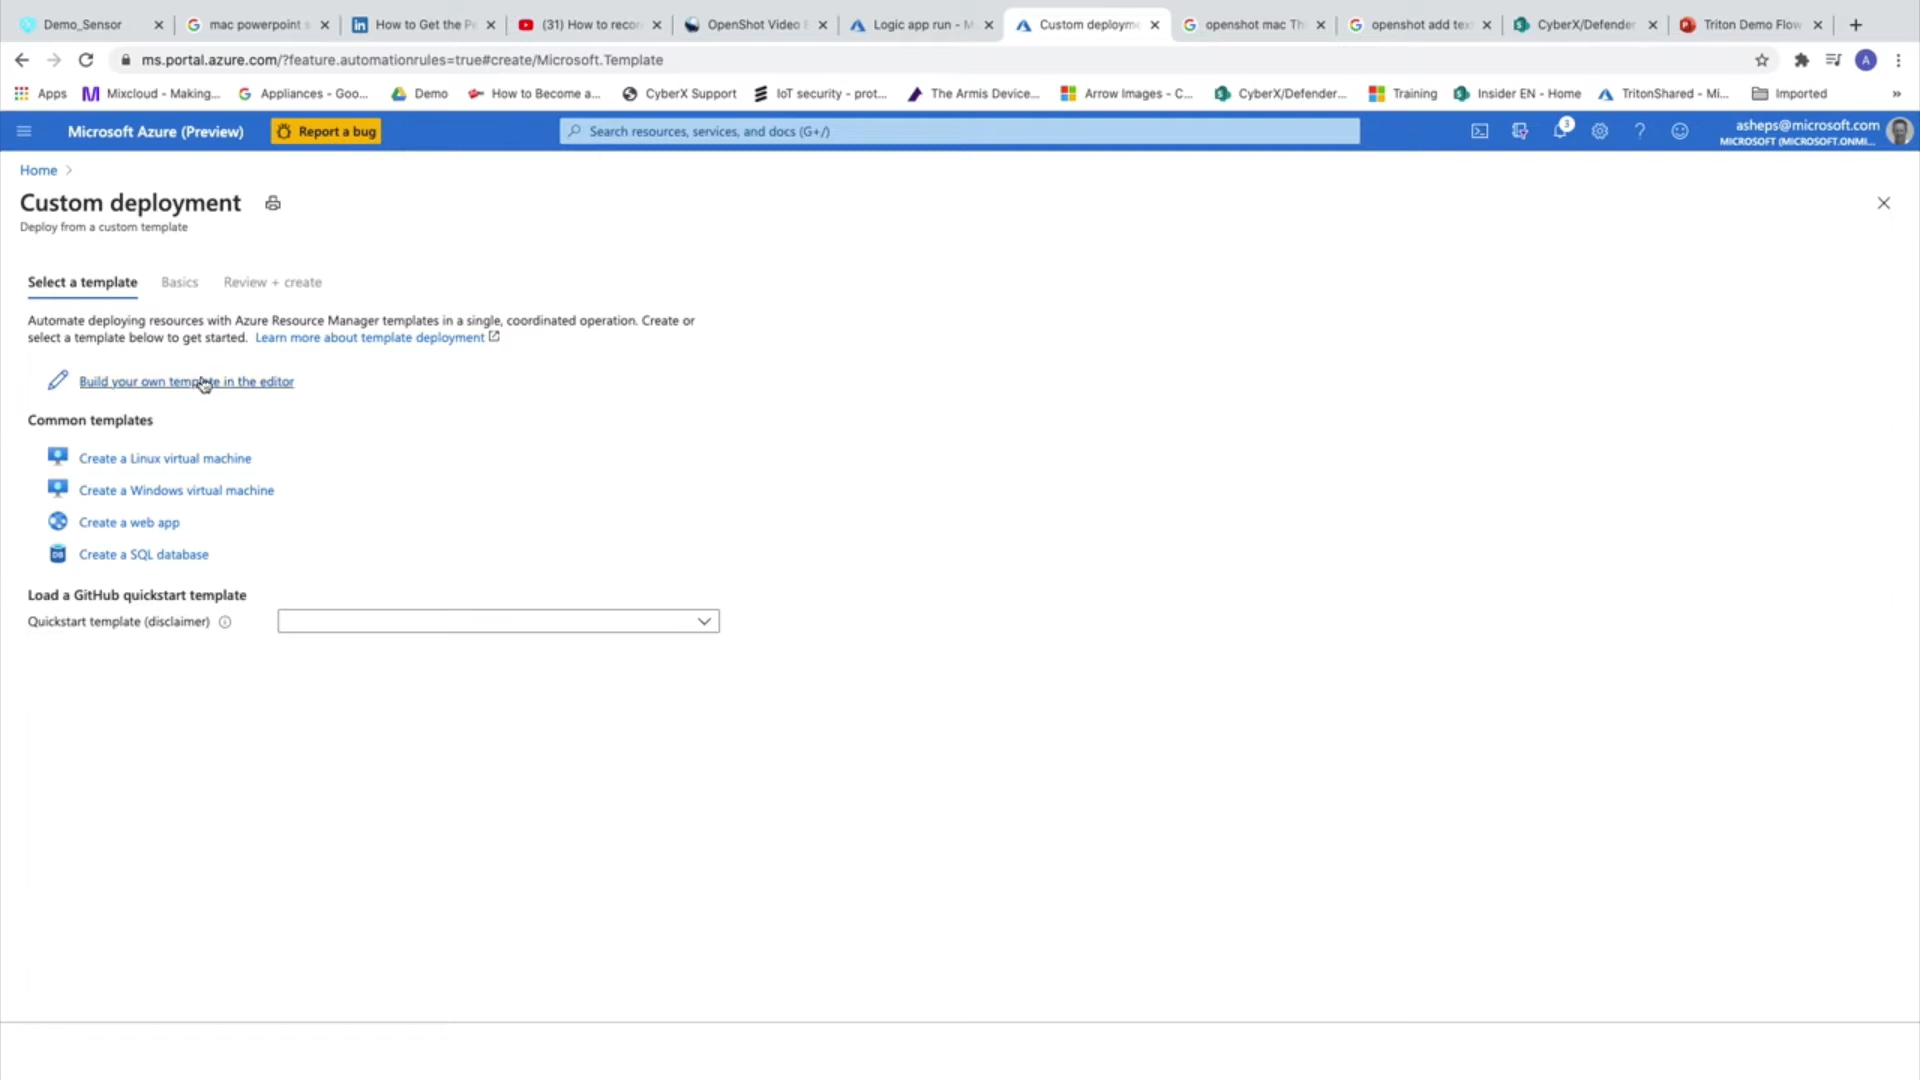 Demo_Sensor
mac powerpoint s
How to Get the Pe
(31) How to recor
OpenShot Video E
Logic app run - M
Custom deployme
openshot mac Th
openshot add tex
CyberX/Defender
Triton Demo Flow
ms.portal.azure.com/?feature.automationrules=true#create/Microsoft.Template
A
Apps
Mixcloud - Making...
Appliances - Goo...
Demo
How to Become a...
CyberX Support
IoT security - prot...
The Armis Device...
Arrow Images - C...
CyberX/Defender...
Training
Insider EN - Home
TritonShared - Mi...
Imported
»
Microsoft Azure (Preview)
Report a bug
Search resources, services, and docs (G+/)
3
asheps@microsoft.com
MICROSOFT (MICROSOFT.ONMI...
Home
Custom deployment
Deploy from a custom template
Select a template
Basics
Review + create
Automate deploying resources with Azure Resource Manager templates in a single, coordinated operation. Create or
select a template below to get started. Learn more about template deployment
Build your own template in the editor
Common templates
Create a Linux virtual machine
Create a Windows virtual machine
Create a web app
DB
Create a SQL database
Load a GitHub quickstart template
Quickstart template (disclaimer)